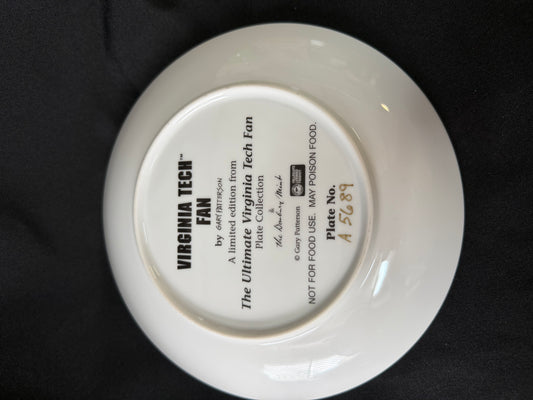 VIRGINIA TECH™
FAN
by GARY PATTERSON
A limited edition from
The Ultimate Virginia Tech Fan
Plate Collection
&
the Danbury Mint
© Gary Patterson
NOT FOR FOOD USE. MAY POISON FOOD.
Plate No.
A 5689